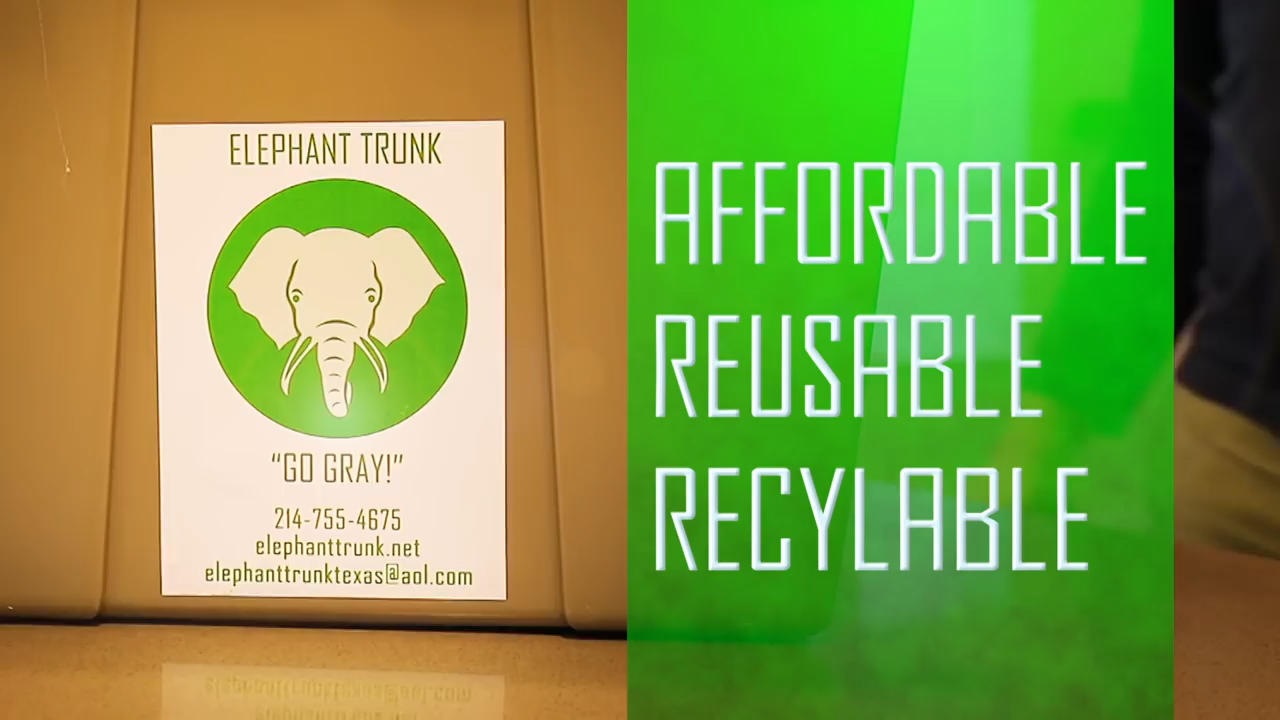 ELEPHANT TRUNK
“GO GRAY!”
214-755-4675
elephanttrunk.net
elephanttrunktexas@aol.com
AFFORDABLE
REUSABLE
RECYLABLE